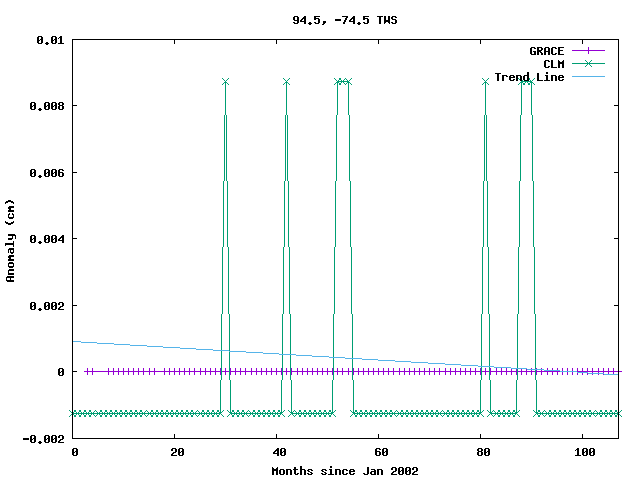 94.5, -74.5 TWS
0.01
0.008
0.006
0.004
0.002
0
-0.002
Anomaly (cm)
GRACE
CLM
Trend Line
0 20 40 60 80 100
Months since Jan 2002